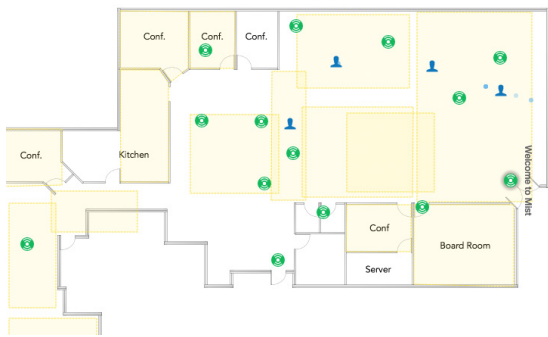 Conf.
Conf.
Conf.
Conf.
Kitchen
Welcome to Mist
Conf
Board Room
Server